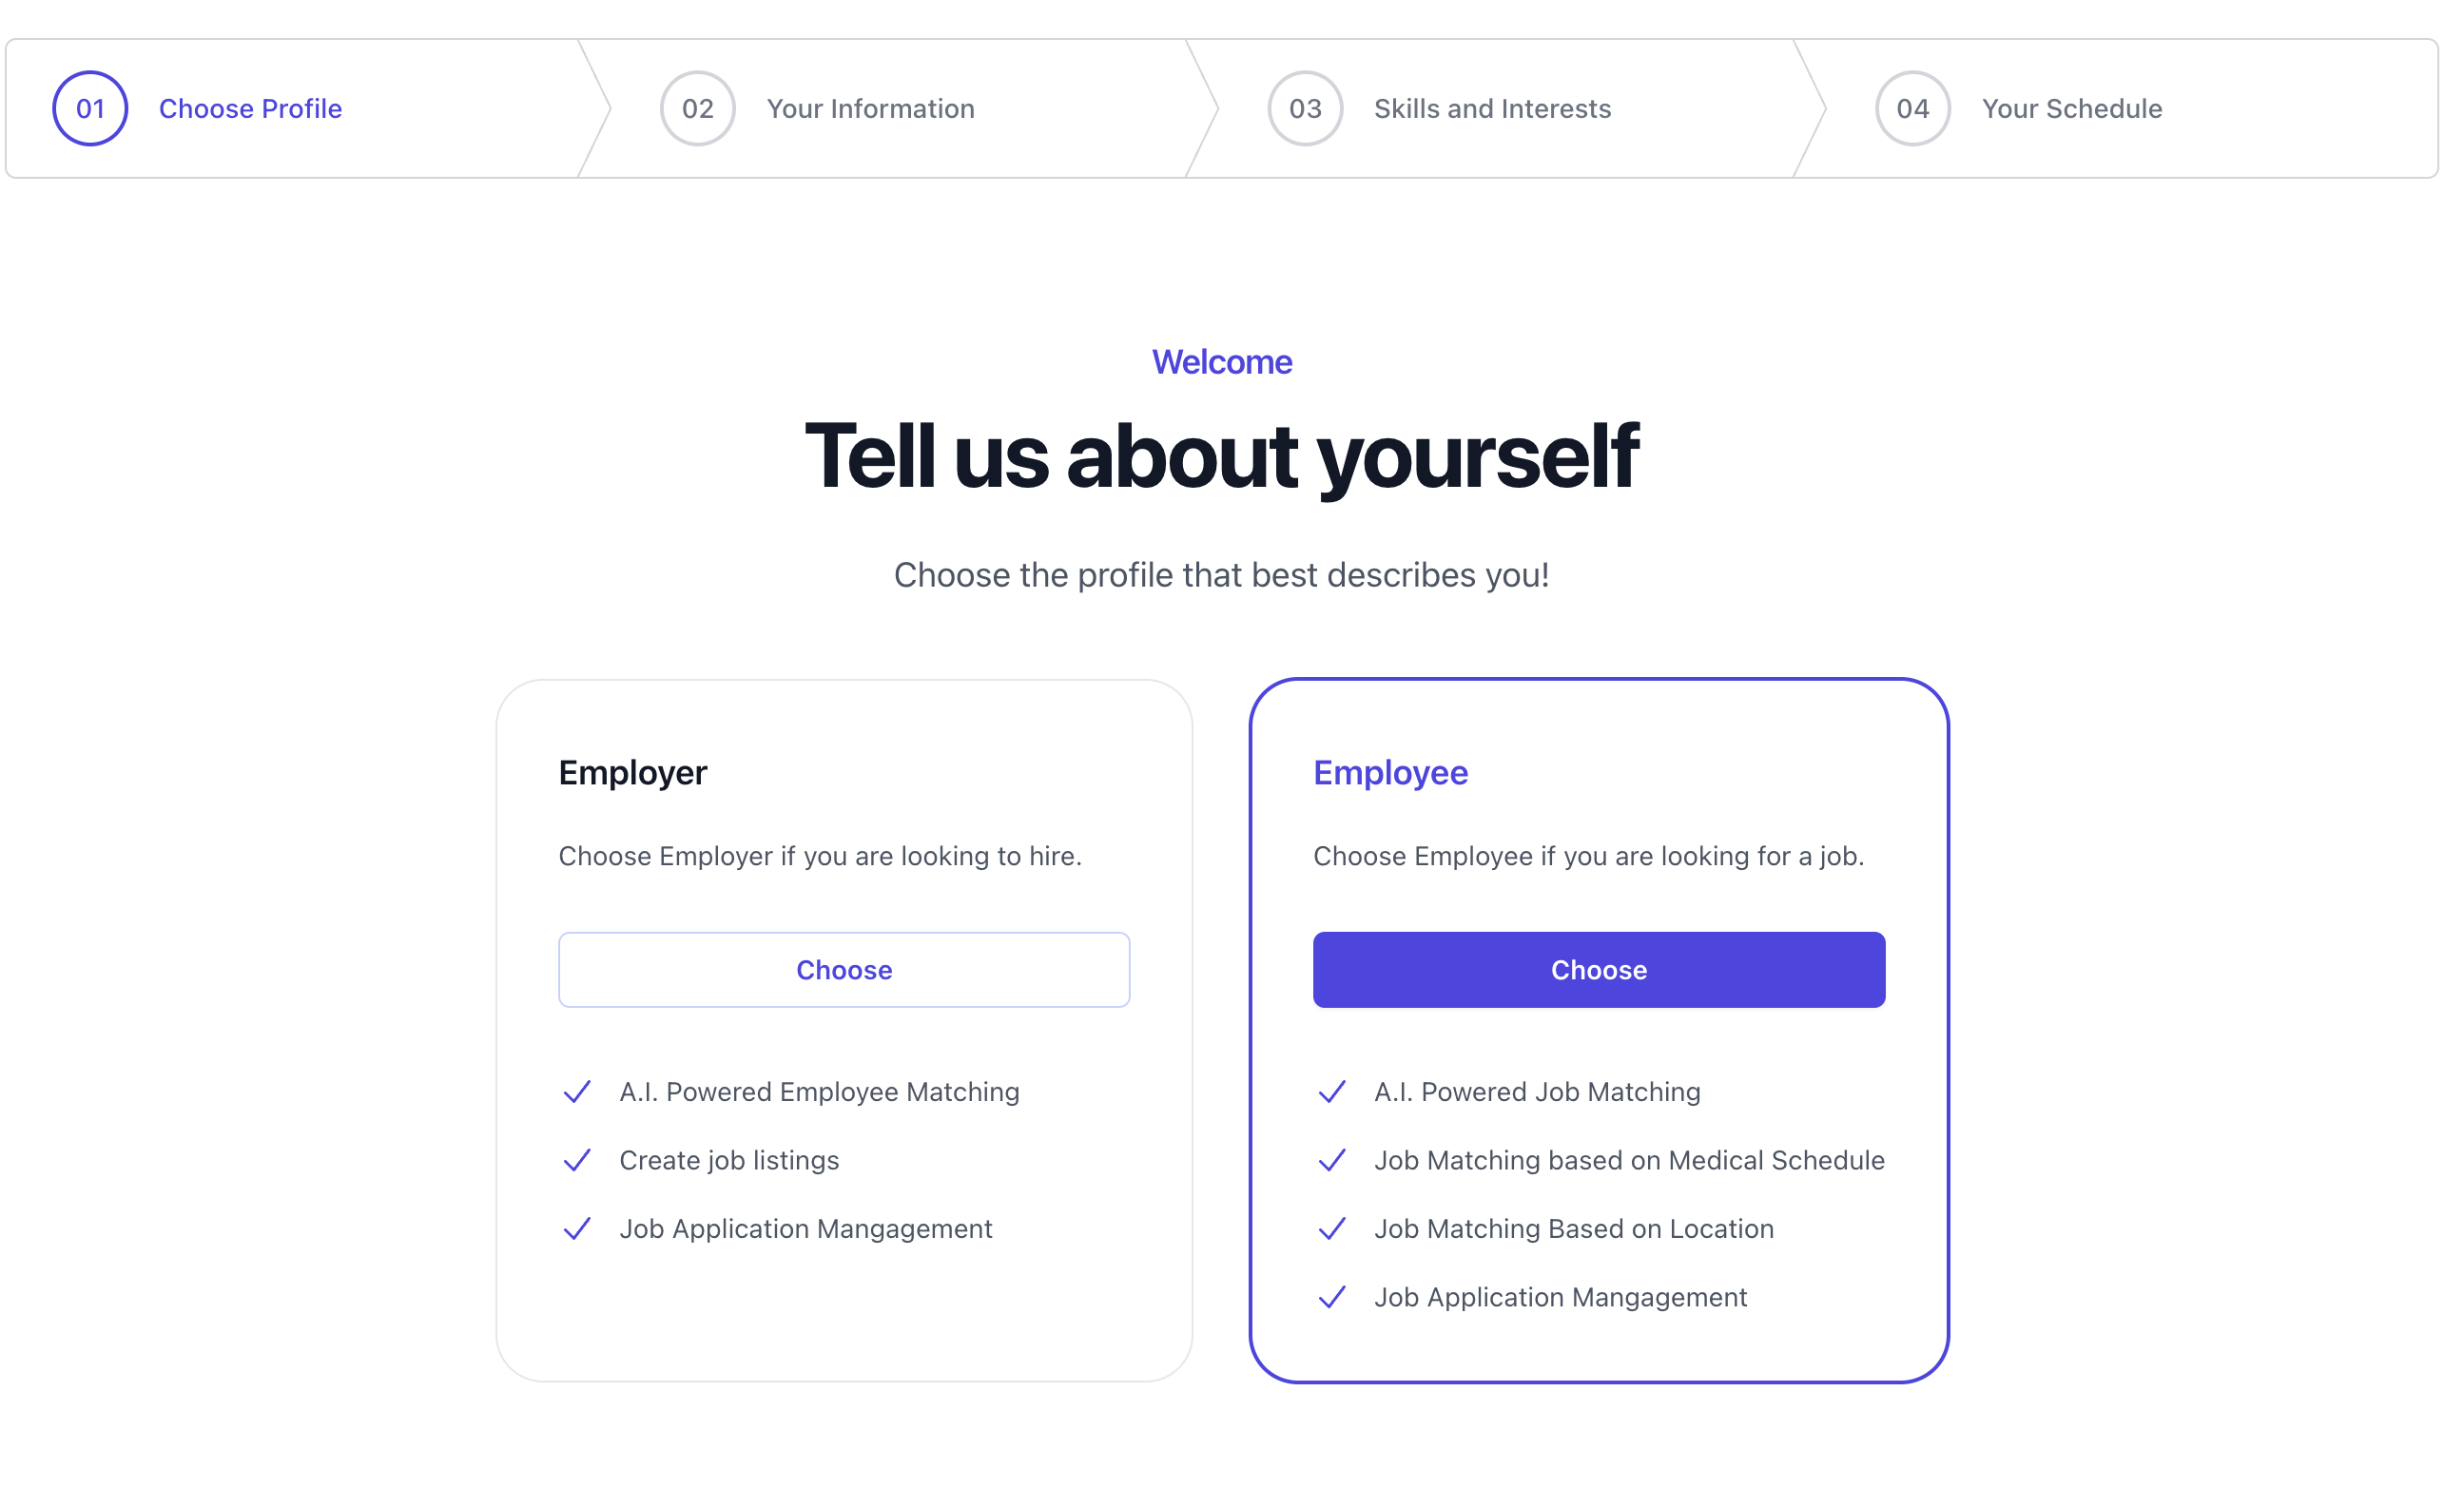 01 Choose Profile
02 Your Information
03 Skills and Interests
04 Your Schedule
Welcome
Tell us about yourself
Choose the profile that best describes you!
Employer
Choose Employer if you are looking to hire.
Choose
A.I. Powered Employee Matching
Create job listings
Job Application Mangagement
Employee
Choose Employee if you are looking for a job.
Choose
A.I. Powered Job Matching
Job Matching based on Medical Schedule
Job Matching Based on Location
Job Application Mangagement